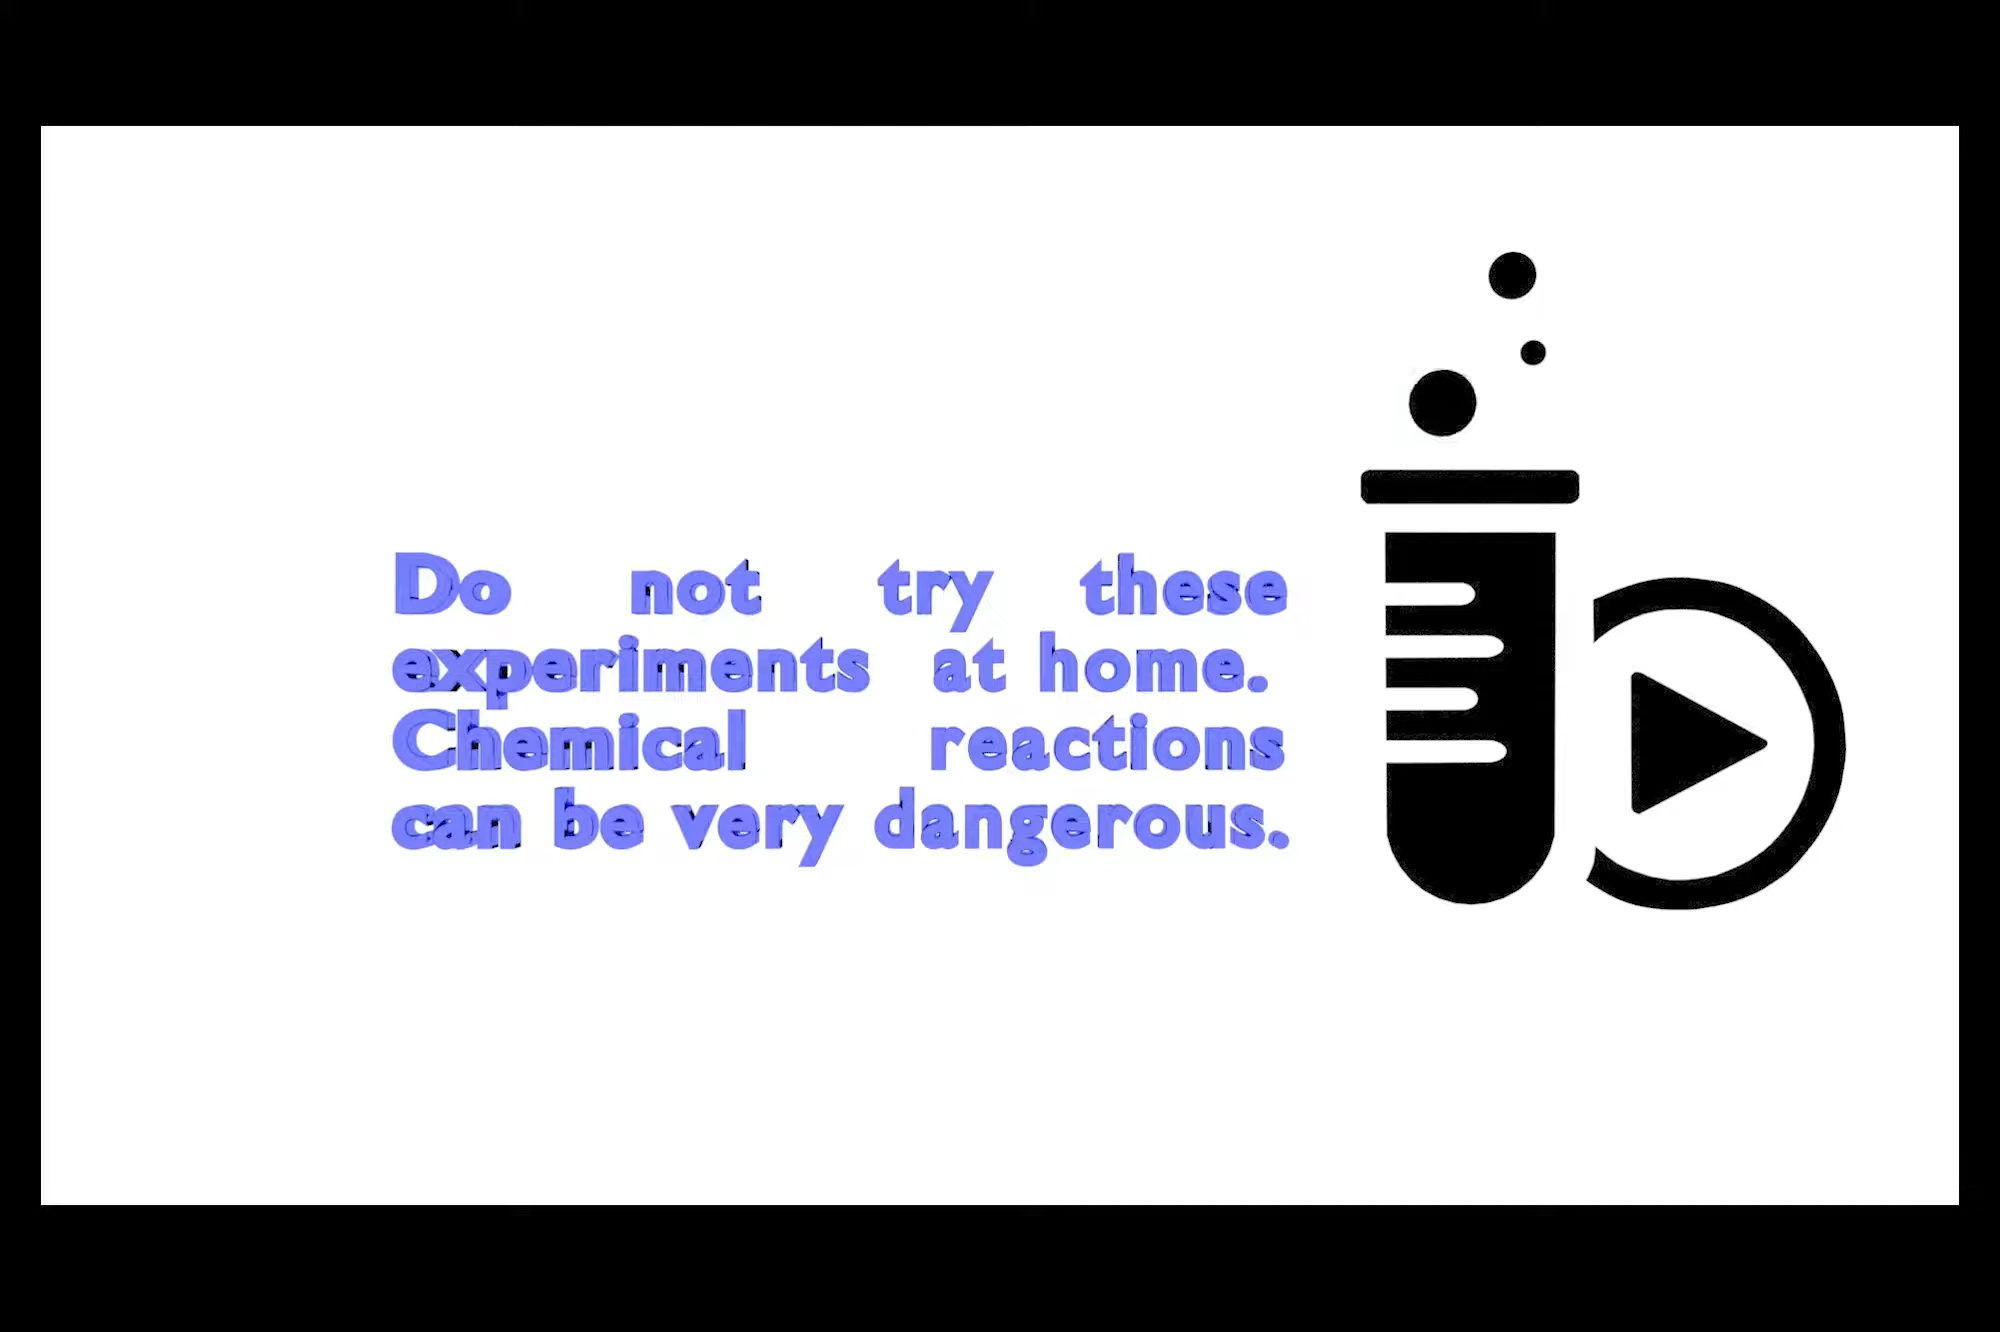 Do not try these
experiments at home.
Chemical reactions
can be very dangerous.